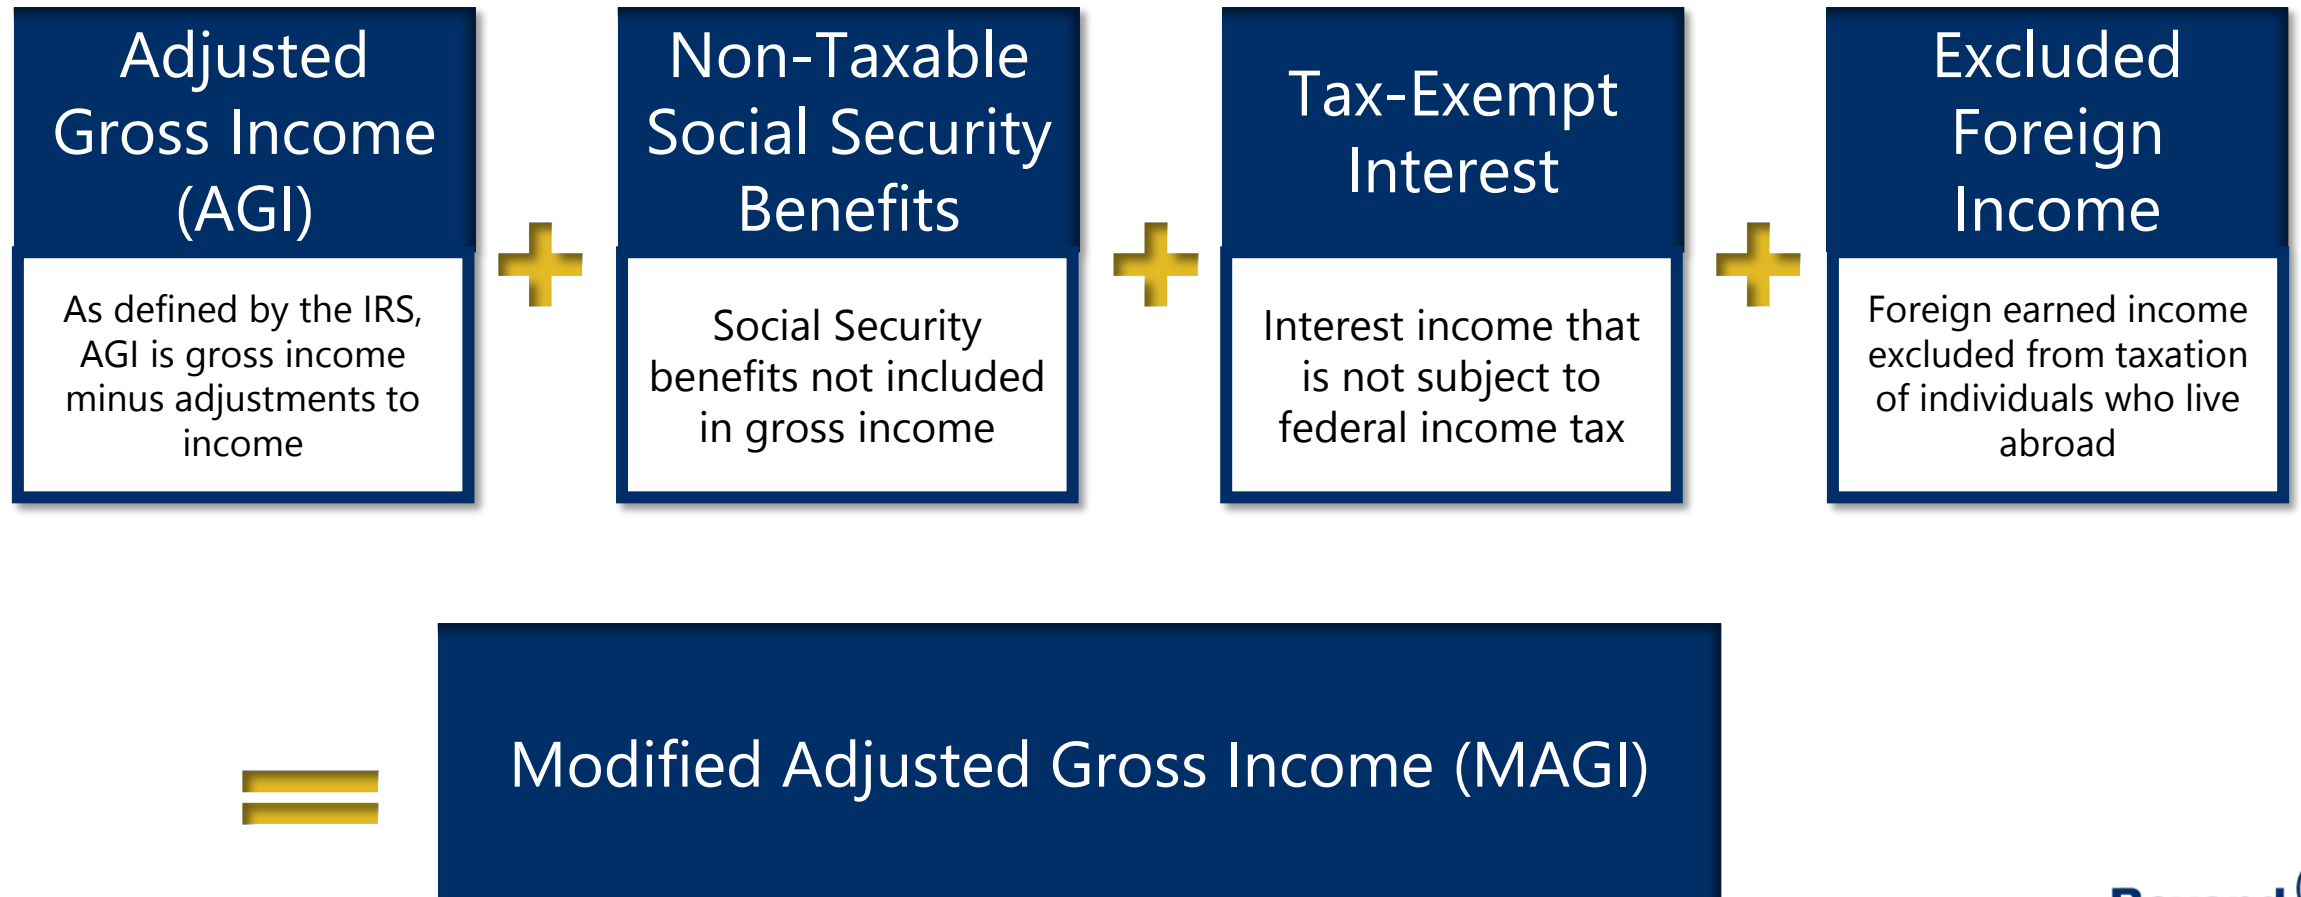 Adjusted
Gross Income
(AGI)
As defined by the IRS,
AGI is gross income
minus adjustments to
income
Non-Taxable
Social Security
Benefits
Social Security
benefits not included
in gross income
Tax-Exempt
Interest
Interest income that
is not subject to
federal income tax
Excluded
Foreign
Income
Foreign earned income
excluded from taxation
of individuals who live
abroad
Modified Adjusted Gross Income (MAGI)